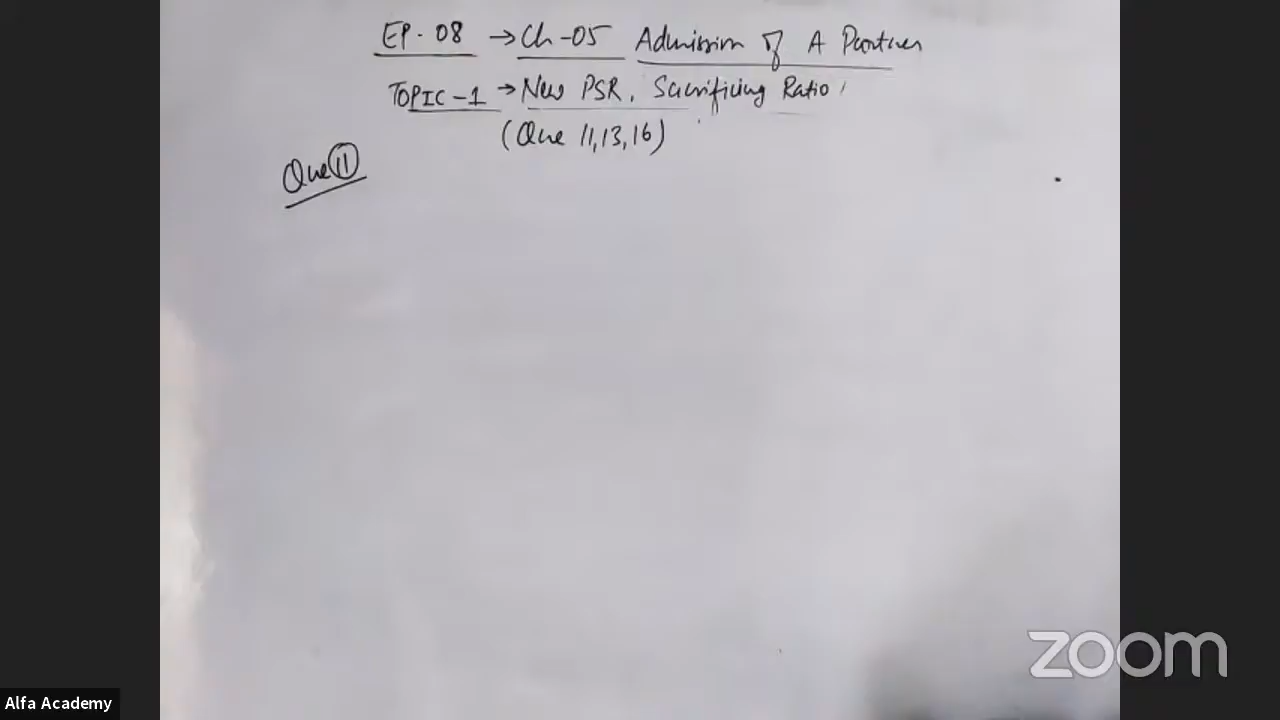 EP. 08 → Ch-05 Admission of A Partner
TOPIC-1 → New PSR, Sacrificing Ratio
(Que 11,13,16)
Que 11
zoom
Alfa Academy